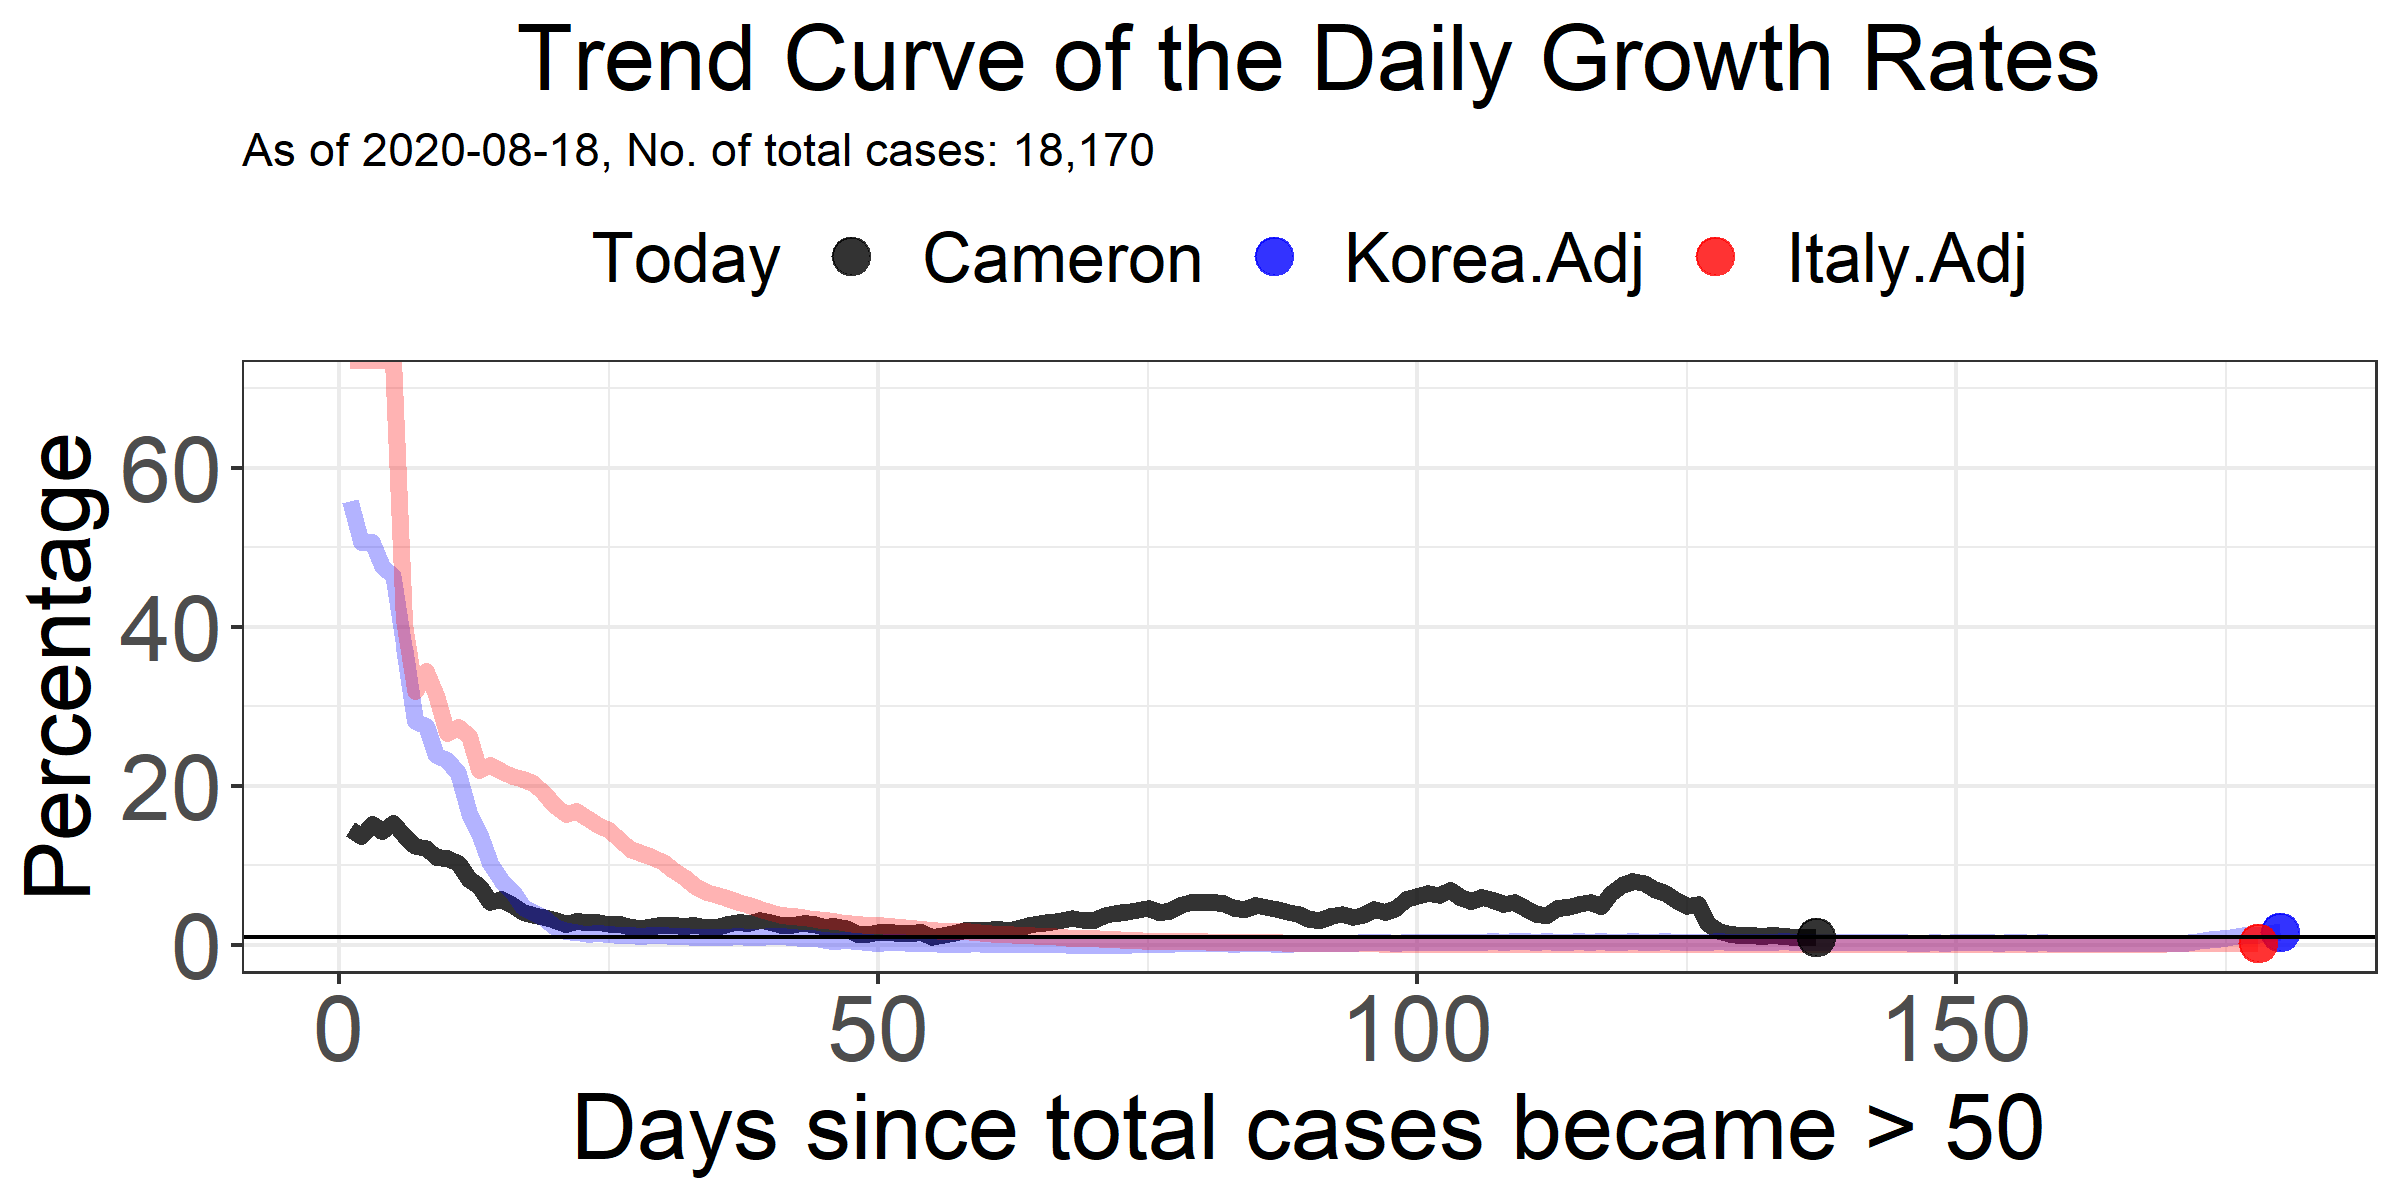 Trend Curve of the Daily Growth Rates
As of 2020-08-18, No. of total cases: 18,170
Today Cameron Korea.Adj Italy.Adj
Percentage
60
40
20
0
0 50 100 150
Days since total cases became > 50